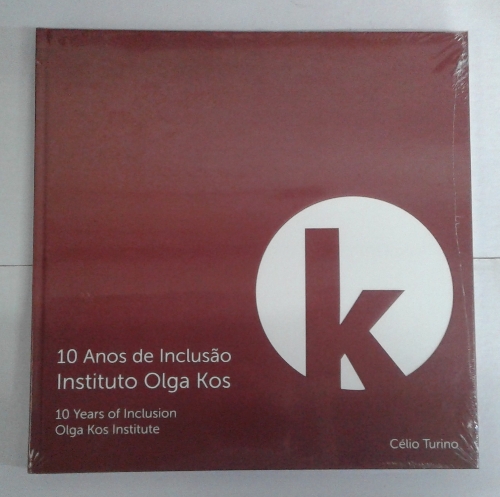 k
10 Anos de Inclusão
Instituto Olga Kos
10 Years of Inclusion
Olga Kos Institute
Célio Turino